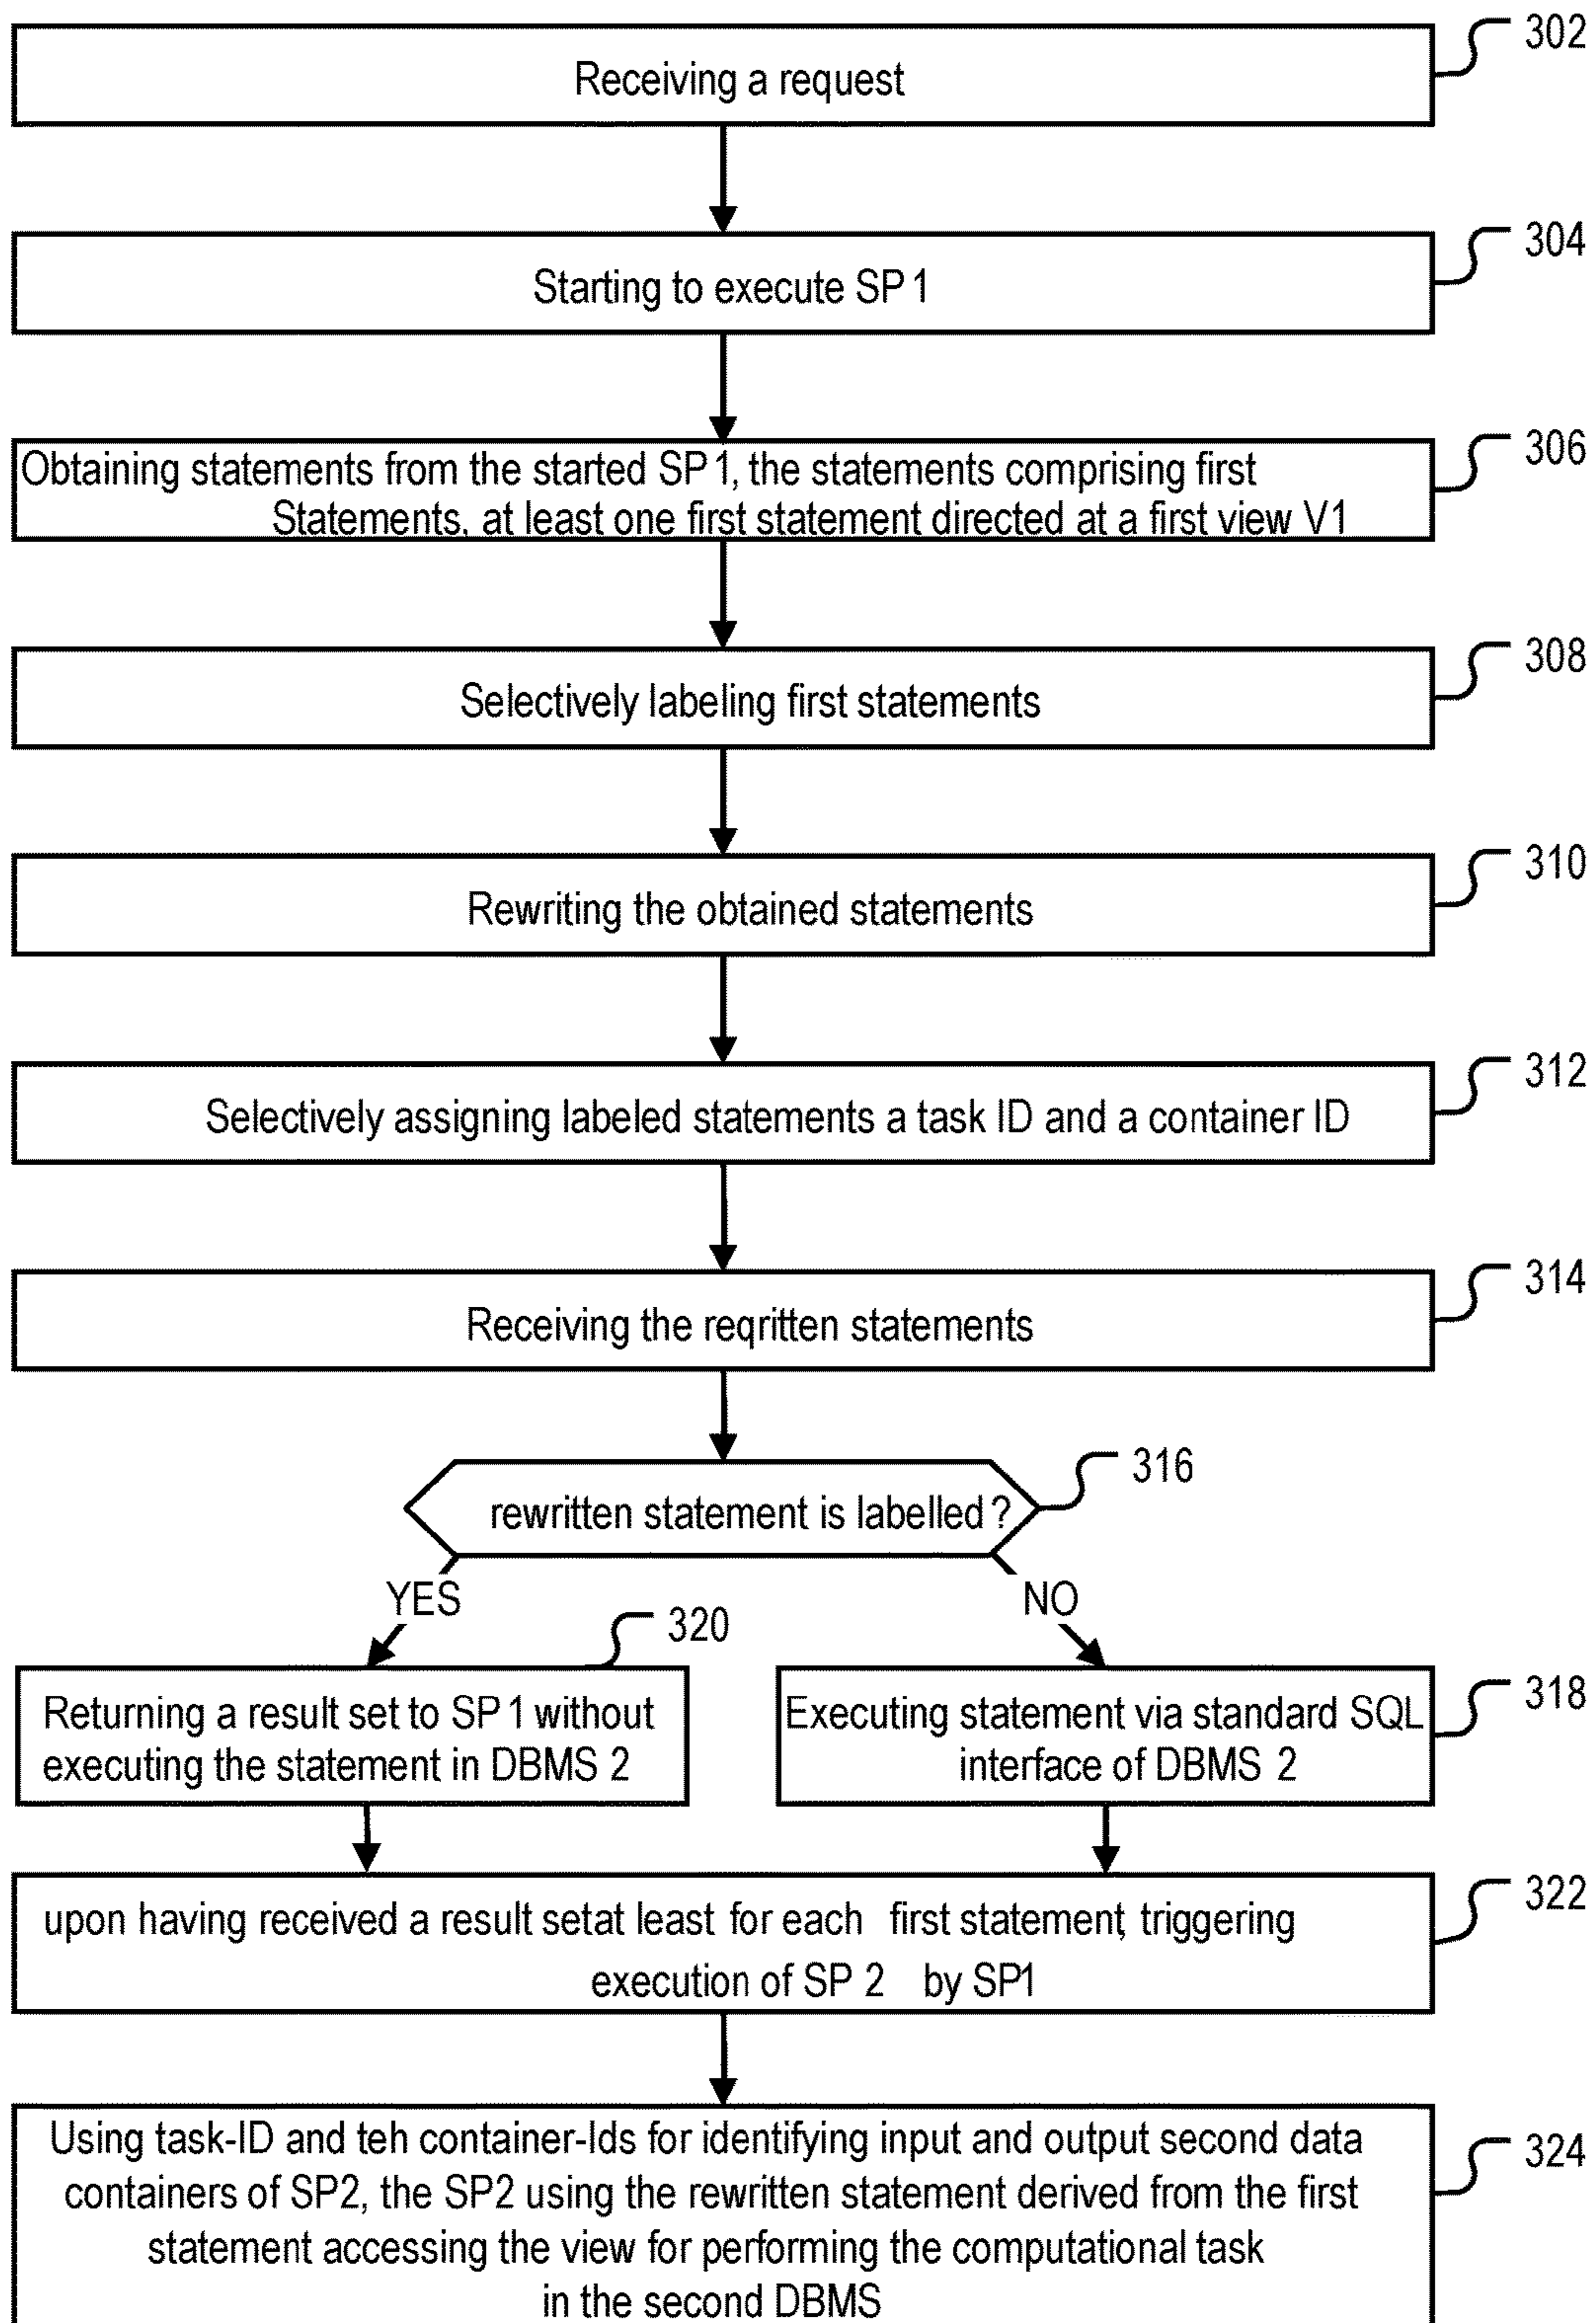 302
Receiving a request
304
Starting to execute SP1
306
Obtaining statements from the started SP1, the statements comprising first
Statements, at least one first statement directed at a first view V1
308
Selectively labeling first statements
310
Rewriting the obtained statements
312
Selectively assigning labeled statements a task ID and a container ID
314
Receiving the reqritten statements
316
rewritten statement is labelled?
YES
NO
320
Returning a result set to SP1 without
executing the statement in DBMS 2
318
Executing statement via standard SQL
interface of DBMS 2
322
upon having received a result setat least for each first statement, triggering
execution of SP 2 by SP1
324
Using task-ID and teh container-Ids for identifying input and output second data
containers of SP2, the SP2 using the rewritten statement derived from the first
statement accessing the view for performing the computational task
in the second DBMS